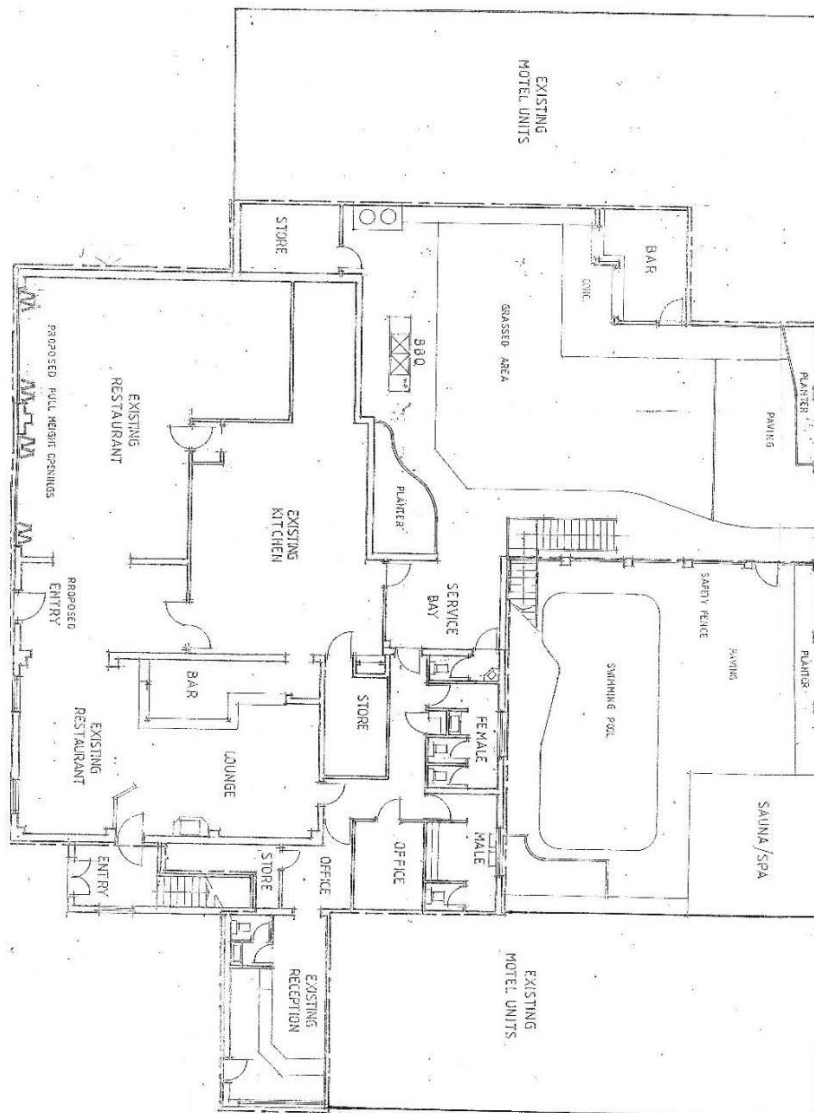 EXISTING
MOTEL UNITS
STORE
BAR
CONC.
GRASSED AREA
BBQ
PLANTER
PAVING
PROPOSED FULL HEIGHT OPENINGS
EXISTING
RESTAURANT
EXISTING
KITCHEN
PLANTER
PROPOSED
ENTRY
SERVICE
BAY
SAFETY FENCE
PAVING
PLANTER
SWIMMING POOL
BAR
STORE
FEMALE
EXISTING
RESTAURANT
LOUNGE
SAUNA/SPA
MALE
OFFICE
OFFICE
STORE
ENTRY
EXISTING
RECEPTION
EXISTING
MOTEL UNITS